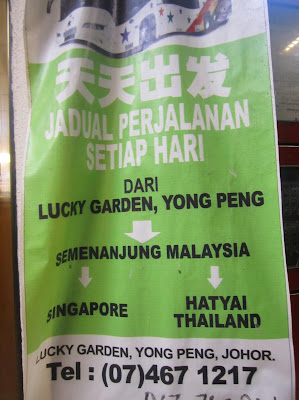 天天出发
JADUAL PERJALANAN
SETIAP HARI
DARI
LUCKY GARDEN, YONG PENG
SEMENANJUNG MALAYSIA
SINGAPORE
HATYAI
THAILAND
LUCKY GARDEN, YONG PENG, JOHOR.
Tel : (07)467 1217